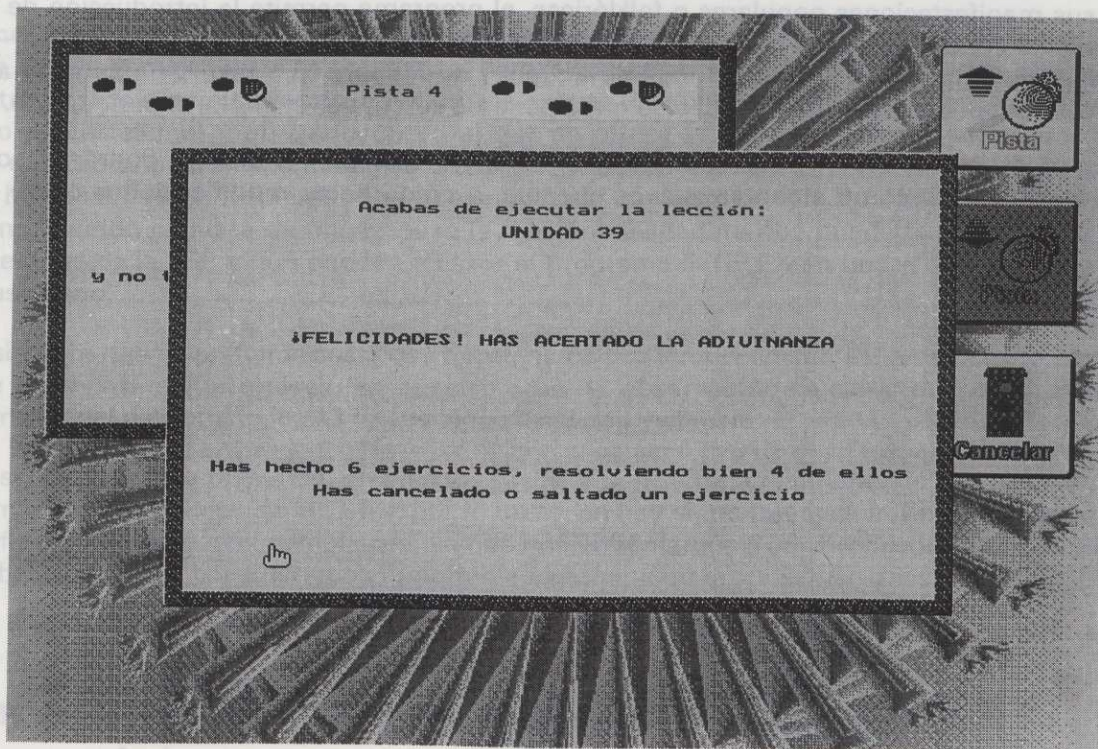 Pista 4
Pista
Acabas de ejecutar la lección:
UNIDAD 39
y no
Pista
¡FELICIDADES! HAS ACERTADO LA ADIVINANZA
Cancelar
Has hecho 6 ejercicios, resolviendo bien 4 de ellos
Has cancelado o saltado un ejercicio